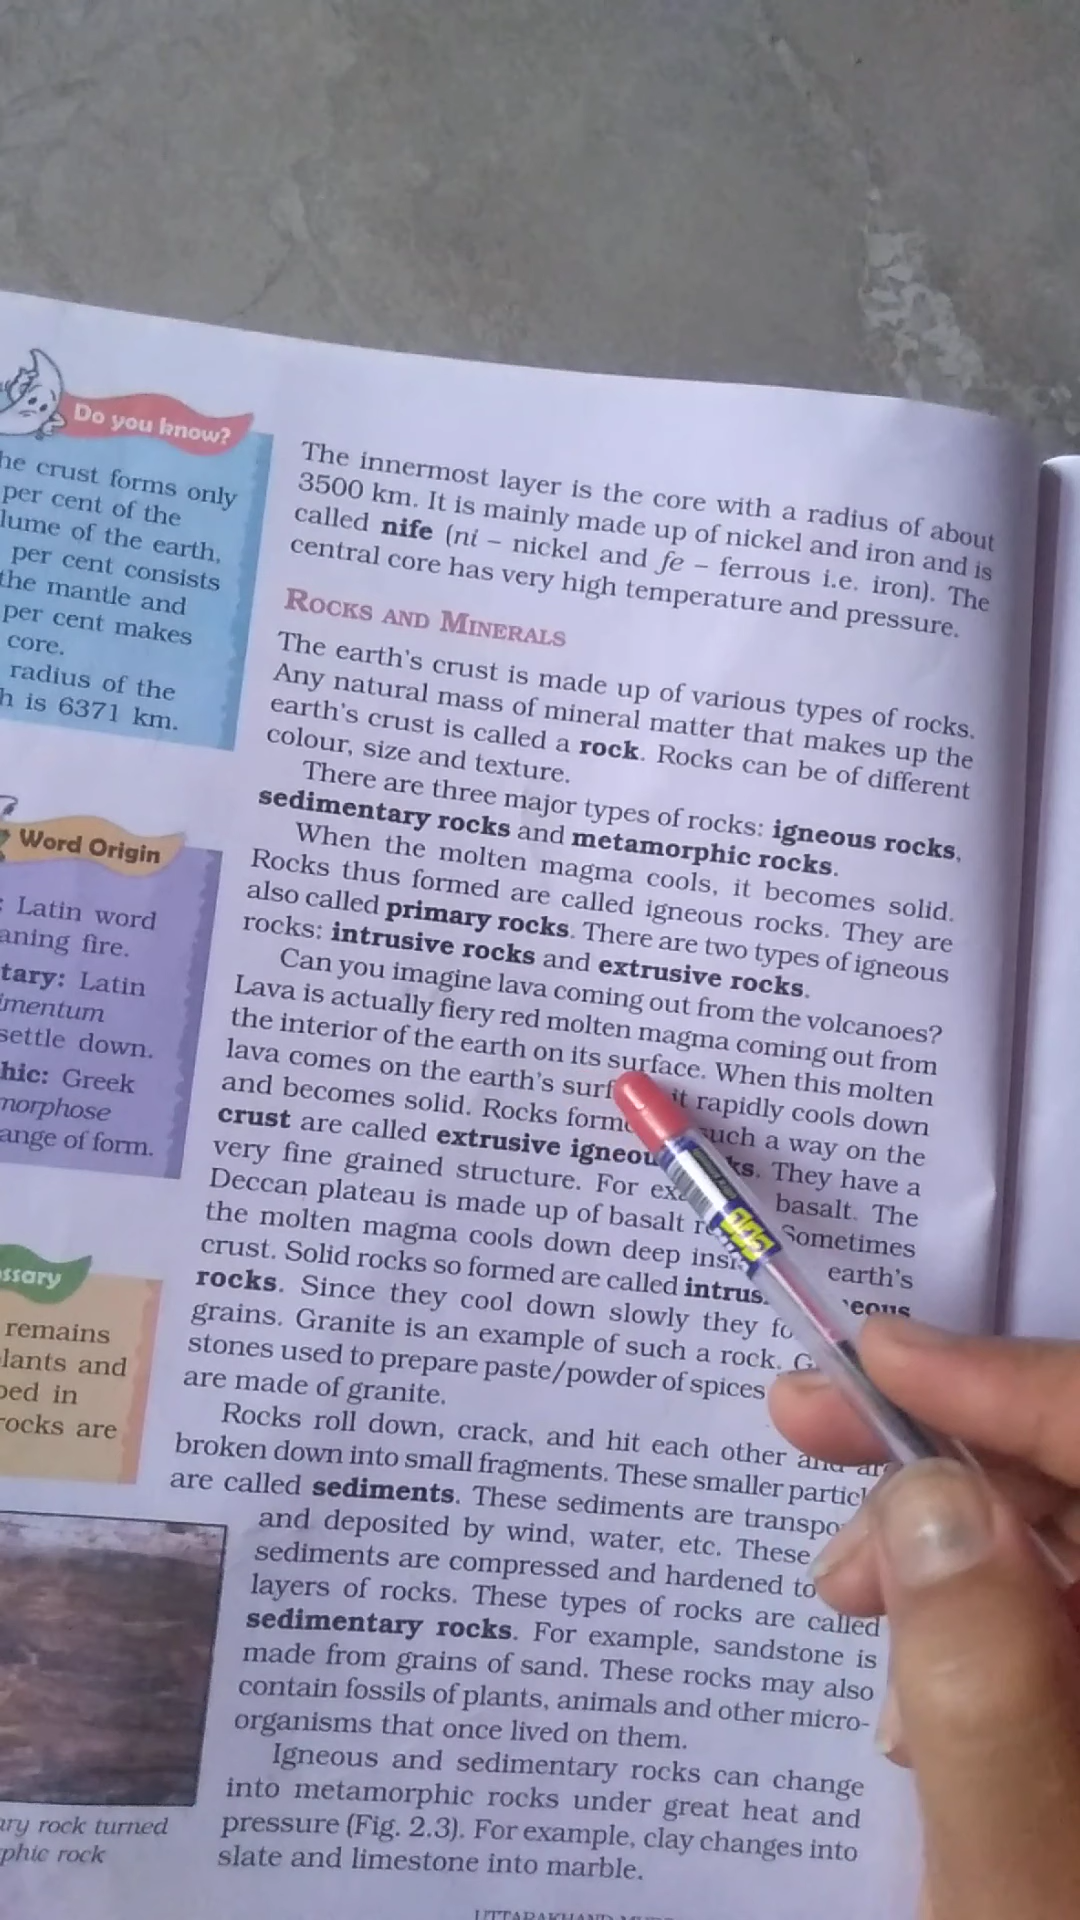 Do you know?
he crust forms only
per cent of the
lume of the earth,
per cent consists
the mantle and
per cent makes
core.
radius of the
h is 6371 km.
Word Origin
: Latin word
aning fire.
tary: Latin
imentum
settle down.
hic: Greek
morphose
ange of form.
ssary
remains
lants and
ped in
rocks are
ary rock turned
phic rock
The innermost layer is the core with a radius of about
3500 km. It is mainly made up of nickel and iron and is
called nife (ni – nickel and fe – ferrous i.e. iron). The
central core has very high temperature and pressure.
ROCKS AND MINERALS
The earth's crust is made up of various types of rocks.
Any natural mass of mineral matter that makes up the
earth's crust is called a rock. Rocks can be of different
colour, size and texture.
There are three major types of rocks: igneous rocks,
sedimentary rocks and metamorphic rocks.
When the molten magma cools, it becomes solid.
Rocks thus formed are called igneous rocks. They are
also called primary rocks. There are two types of igneous
rocks: intrusive rocks and extrusive rocks.
Can you imagine lava coming out from the volcanoes?
Lava is actually fiery red molten magma coming out from
the interior of the earth on its surface. When this molten
lava comes on the earth's surf it rapidly cools down
and becomes solid. Rocks forme such a way on the
crust are called extrusive igneou ks. They have a
very fine grained structure. For exa basalt. The
Deccan plateau is made up of basalt r Sometimes
the molten magma cools down deep insi earth's
crust. Solid rocks so formed are called intrus eous
rocks. Since they cool down slowly they fo
grains. Granite is an example of such a rock. G
stones used to prepare paste/powder of spices
are made of granite.
Rocks roll down, crack, and hit each other and ar
broken down into small fragments. These smaller particl
are called sediments. These sediments are transpo
and deposited by wind, water, etc. These
sediments are compressed and hardened to
layers of rocks. These types of rocks are called
sedimentary rocks. For example, sandstone is
made from grains of sand. These rocks may also
contain fossils of plants, animals and other micro-
organisms that once lived on them.
Igneous and sedimentary rocks can change
into metamorphic rocks under great heat and
pressure (Fig. 2.3). For example, clay changes into
slate and limestone into marble.